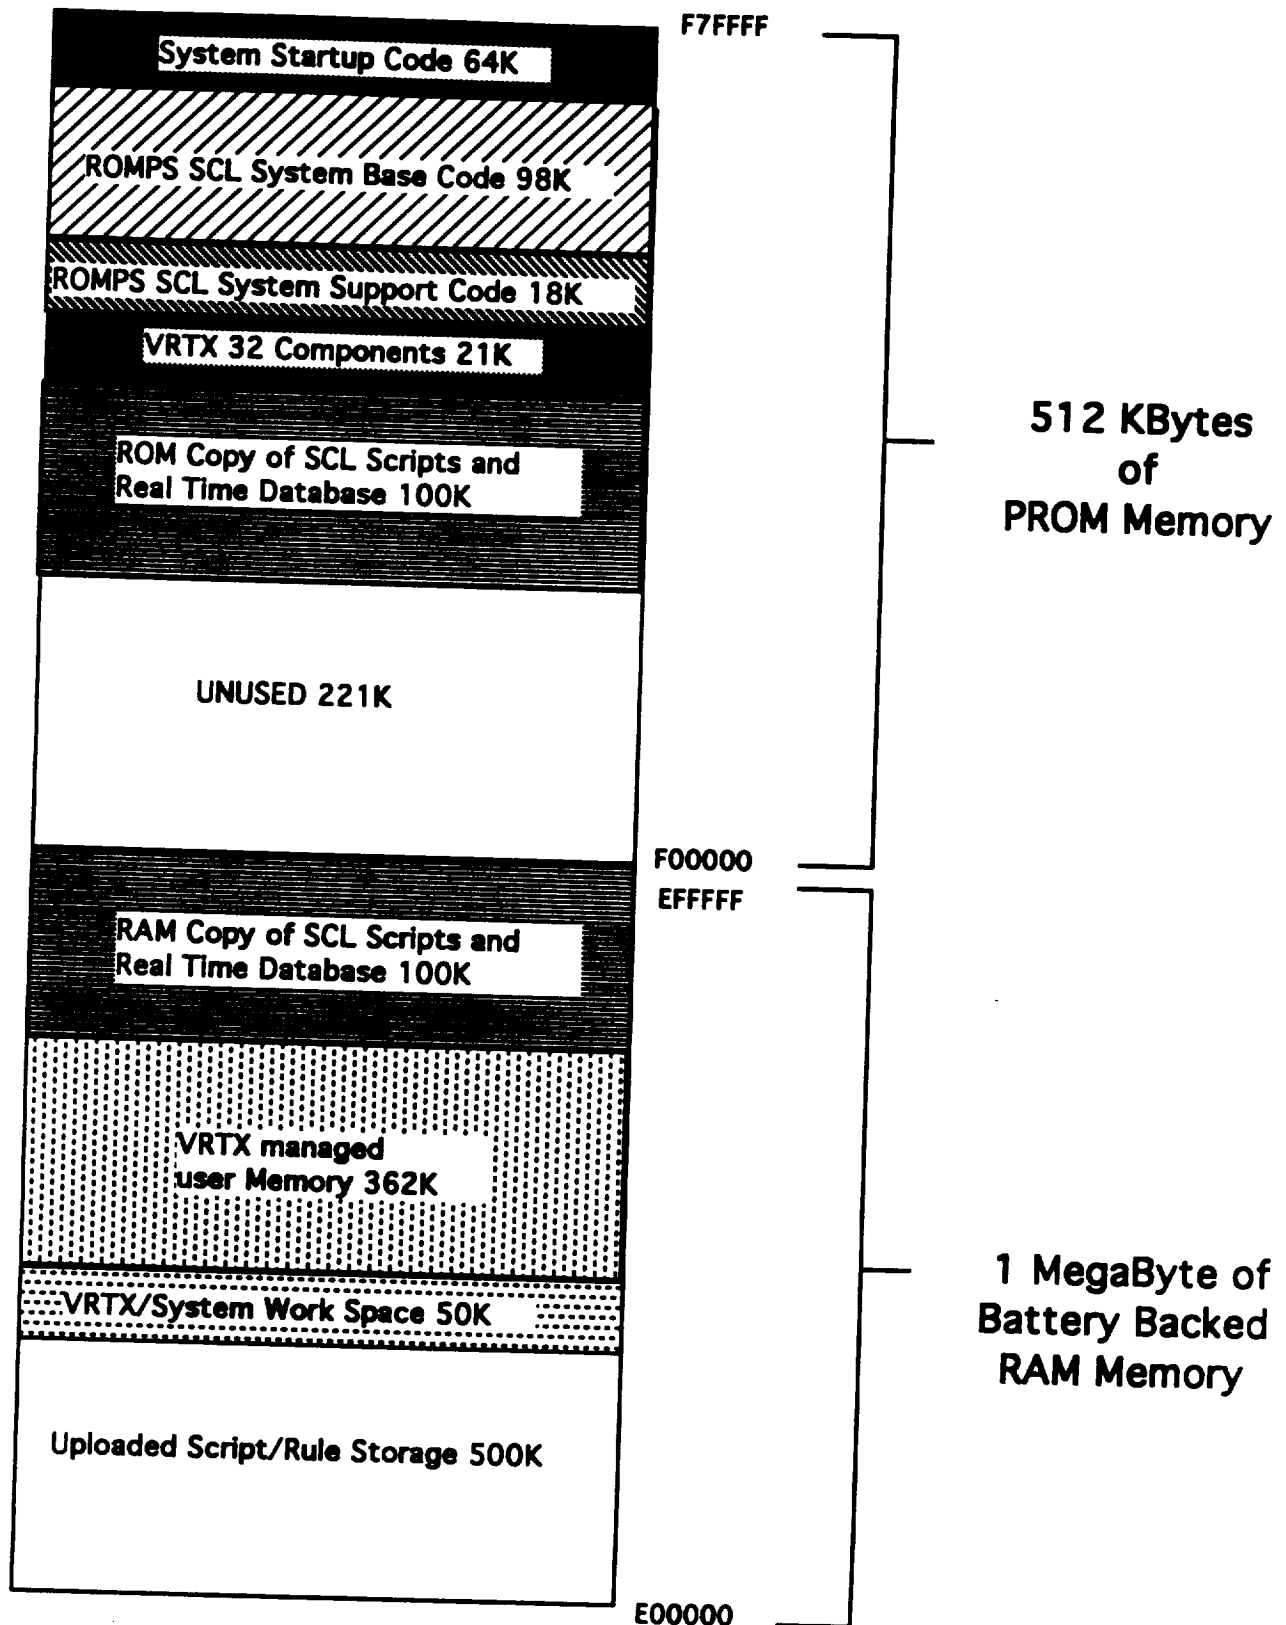 F7FFFF
System Startup Code 64K
ROMPS SCL System Base Code 98K
ROMPS SCL System Support Code 18K
VRTX 32 Components 21K
ROM Copy of SCL Scripts and
Real Time Database 100K
512 KBytes
of
PROM Memory
UNUSED 221K
F00000
EFFFFF
RAM Copy of SCL Scripts and
Real Time Database 100K
VRTX managed
user Memory 362K
VRTX/System Work Space 50K
1 MegaByte of
Battery Backed
RAM Memory
Uploaded Script/Rule Storage 500K
E00000